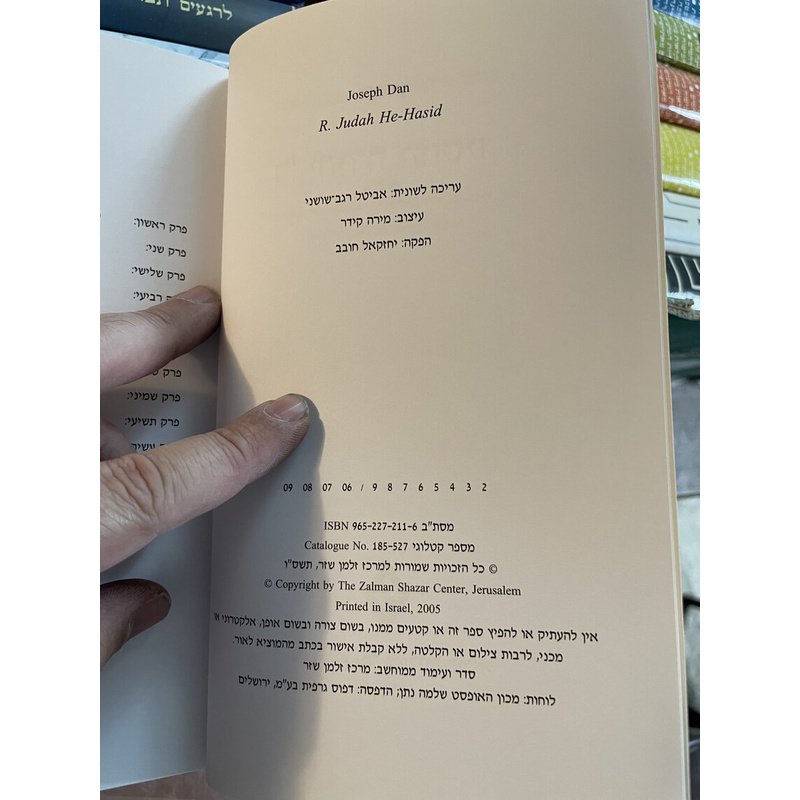 לרגעים
Joseph Dan
R. Judah He-Hasid
עריכה לשונית: אביטל רגב־שושני
עיצוב: מירה קידר
הפקה: יחזקאל חובב
09 08 07 06 / 9 8 7 6 5 4 3 2
מסת"ב ISBN 965-227-211-6
מספר קטלוגי Catalogue No. 185-527
© כל הזכויות שמורות למרכז זלמן שזר, תשס"ו
© Copyright by The Zalman Shazar Center, Jerusalem
Printed in Israel, 2005
אין להעתיק או להפיץ ספר זה או קטעים ממנו, בשום צורה ובשום אופן, אלקטרוני או
מכני, לרבות צילום או הקלטה, ללא קבלת אישור בכתב מהמוציא לאור.
סדר ועימוד ממוחשב: מרכז זלמן שזר
לוחות: מכון האופסט שלמה נתן; הדפסה: דפוס גרפית בע"מ, ירושלים
פרק ראשון:
פרק שני:
פרק שלישי:
רביעי:
פרק
פרק שמיני:
פרק תשיעי:
עשיר